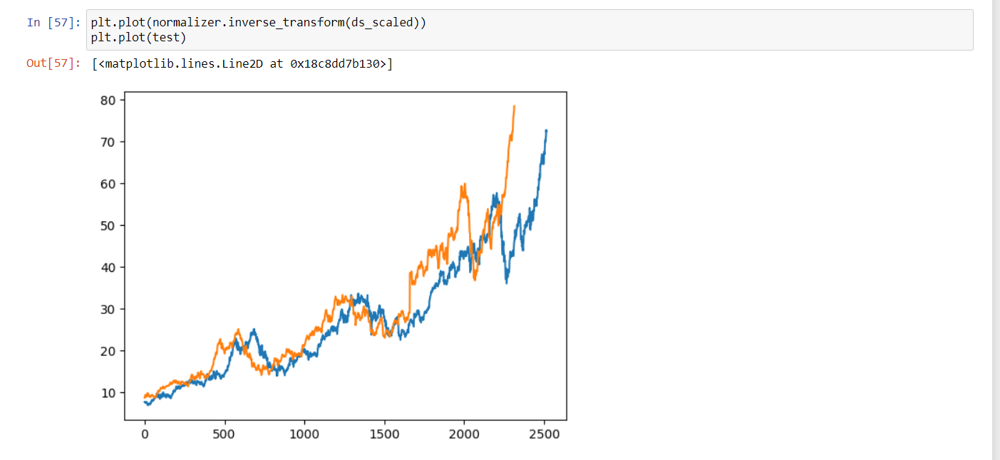 In [57]: plt.plot(normalizer.inverse_transform(ds_scaled))
plt.plot(test)
Out[57]: [<matplotlib.lines.Line2D at 0x18c8dd7b130>]
80
70
60
50
40
30
20
10
0 500 1000 1500 2000 2500